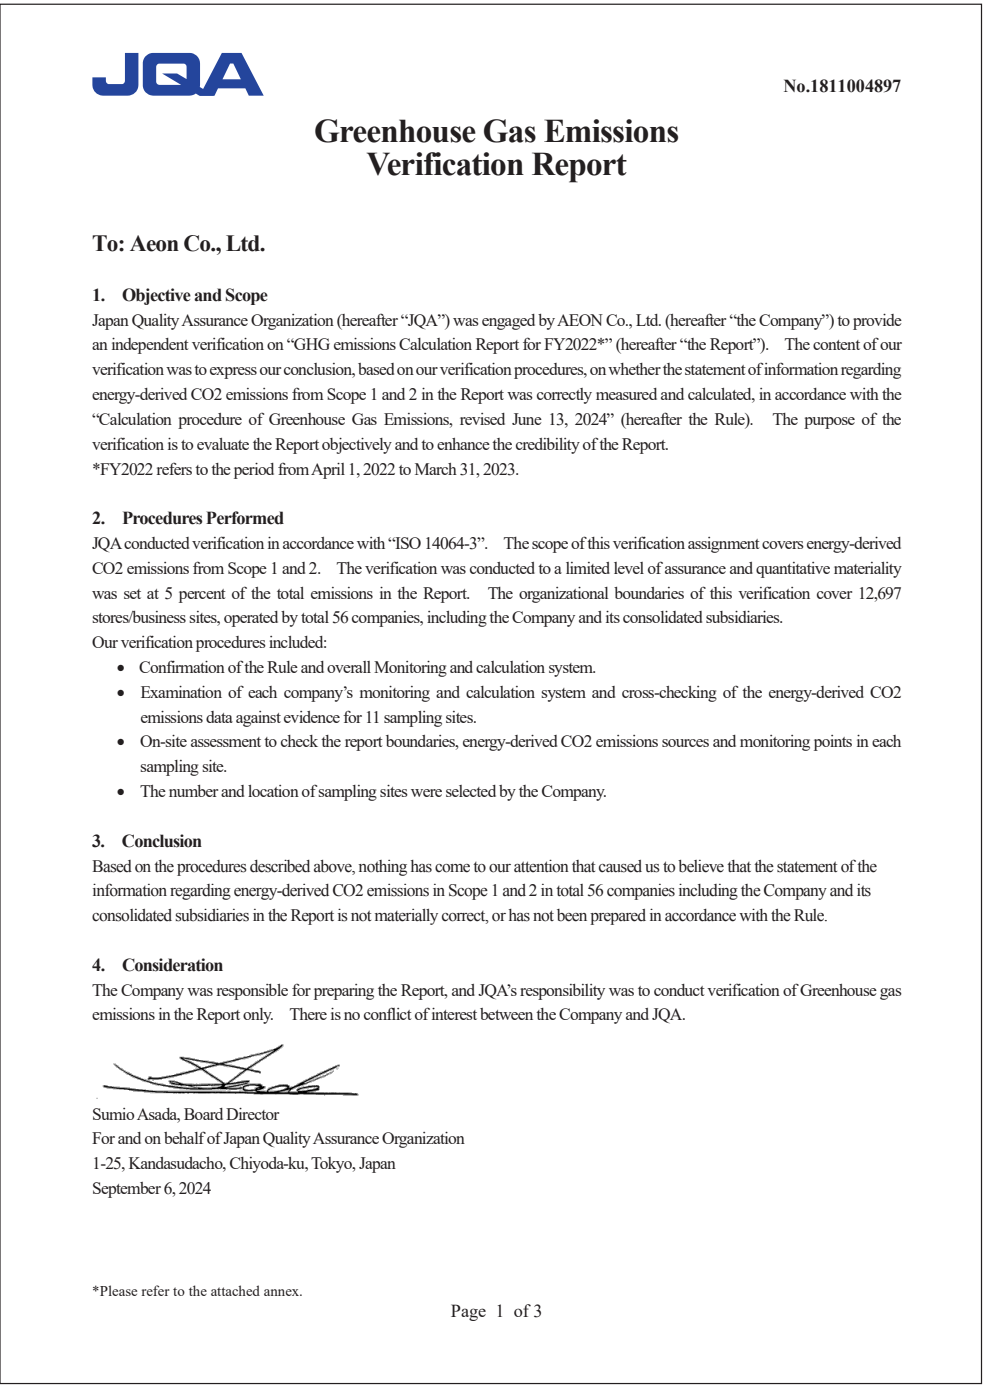 JQA
No.1811004897
Greenhouse Gas Emissions
Verification Report
To: Aeon Co., Ltd.
1. Objective and Scope
Japan Quality Assurance Organization (hereafter “JQA”) was engaged by AEON Co., Ltd. (hereafter “the Company”) to provide
an independent verification on “GHG emissions Calculation Report for FY2022*” (hereafter “the Report”). The content of our
verification was to express our conclusion, based on our verification procedures, on whether the statement of information regarding
energy-derived CO2 emissions from Scope 1 and 2 in the Report was correctly measured and calculated, in accordance with the
“Calculation procedure of Greenhouse Gas Emissions, revised June 13, 2024” (hereafter the Rule). The purpose of the
verification is to evaluate the Report objectively and to enhance the credibility of the Report.
*FY2022 refers to the period from April 1, 2022 to March 31, 2023.
2. Procedures Performed
JQA conducted verification in accordance with “ISO 14064-3”. The scope of this verification assignment covers energy-derived
CO2 emissions from Scope 1 and 2. The verification was conducted to a limited level of assurance and quantitative materiality
was set at 5 percent of the total emissions in the Report. The organizational boundaries of this verification cover 12,697
stores/business sites, operated by total 56 companies, including the Company and its consolidated subsidiaries.
Our verification procedures included:
• Confirmation of the Rule and overall Monitoring and calculation system.
• Examination of each company’s monitoring and calculation system and cross-checking of the energy-derived CO2
emissions data against evidence for 11 sampling sites.
• On-site assessment to check the report boundaries, energy-derived CO2 emissions sources and monitoring points in each
sampling site.
• The number and location of sampling sites were selected by the Company.
3. Conclusion
Based on the procedures described above, nothing has come to our attention that caused us to believe that the statement of the
information regarding energy-derived CO2 emissions in Scope 1 and 2 in total 56 companies including the Company and its
consolidated subsidiaries in the Report is not materially correct, or has not been prepared in accordance with the Rule.
4. Consideration
The Company was responsible for preparing the Report, and JQA’s responsibility was to conduct verification of Greenhouse gas
emissions in the Report only. There is no conflict of interest between the Company and JQA.
Sumio Asada, Board Director
For and on behalf of Japan Quality Assurance Organization
1-25, Kandasudacho, Chiyoda-ku, Tokyo, Japan
September 6, 2024
*Please refer to the attached annex.
Page 1 of 3